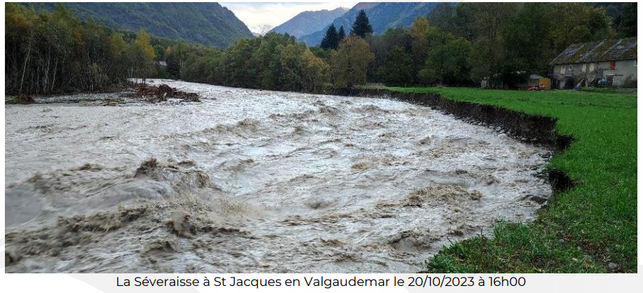 La Séveraisse à St Jacques en Valgaudemar le 20/10/2023 à 16h00